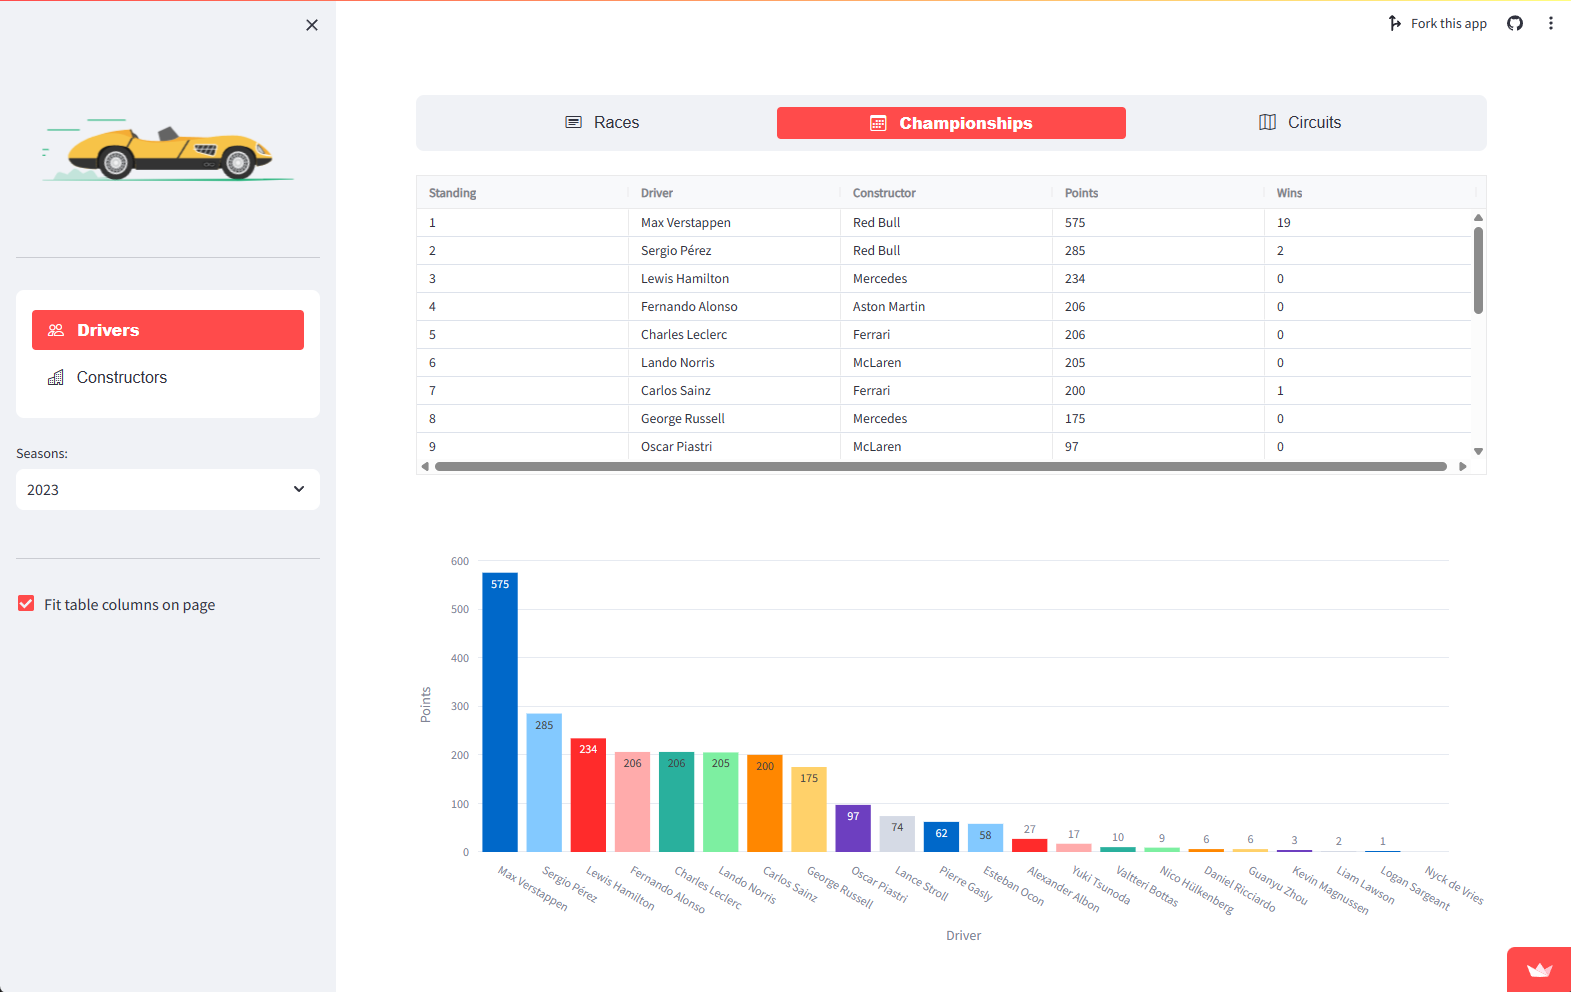 Fork this app
Races
Championships
Circuits
Drivers
Constructors
Seasons:
2023
Fit table columns on page
Standing Driver Constructor Points Wins
1 Max Verstappen Red Bull 575 19
2 Sergio Pérez Red Bull 285 2
3 Lewis Hamilton Mercedes 234 0
4 Fernando Alonso Aston Martin 206 0
5 Charles Leclerc Ferrari 206 0
6 Lando Norris McLaren 205 0
7 Carlos Sainz Ferrari 200 1
8 George Russell Mercedes 175 0
9 Oscar Piastri McLaren 97 0
600
500
400
300
200
100
0
Points
575
285
234
206
206
205
200
175
97
74
62
58
27
17
10
9
6
6
3
2
1
Max Verstappen
Sergio Pérez
Lewis Hamilton
Fernando Alonso
Charles Leclerc
Lando Norris
Carlos Sainz
George Russell
Oscar Piastri
Lance Stroll
Pierre Gasly
Esteban Ocon
Alexander Albon
Yuki Tsunoda
Valtteri Bottas
Nico Hülkenberg
Daniel Ricciardo
Guanyu Zhou
Kevin Magnussen
Liam Lawson
Logan Sargeant
Nyck de Vries
Driver